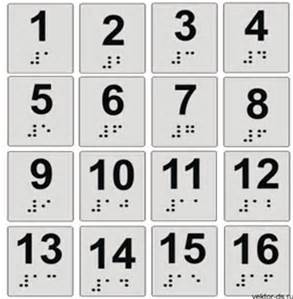 1 2 3 4
⠼⠁ ⠼⠃ ⠼⠉ ⠼⠙
5 6 7 8
⠼⠑ ⠼⠋ ⠼⠛ ⠼⠓
9 10 11 12
⠼⠊ ⠼⠁⠚ ⠼⠁⠁ ⠼⠁⠃
13 14 15 16
⠼⠁⠉ ⠼⠁⠙ ⠼⠁⠑ ⠼⠁⠋
vektor-ds.ru